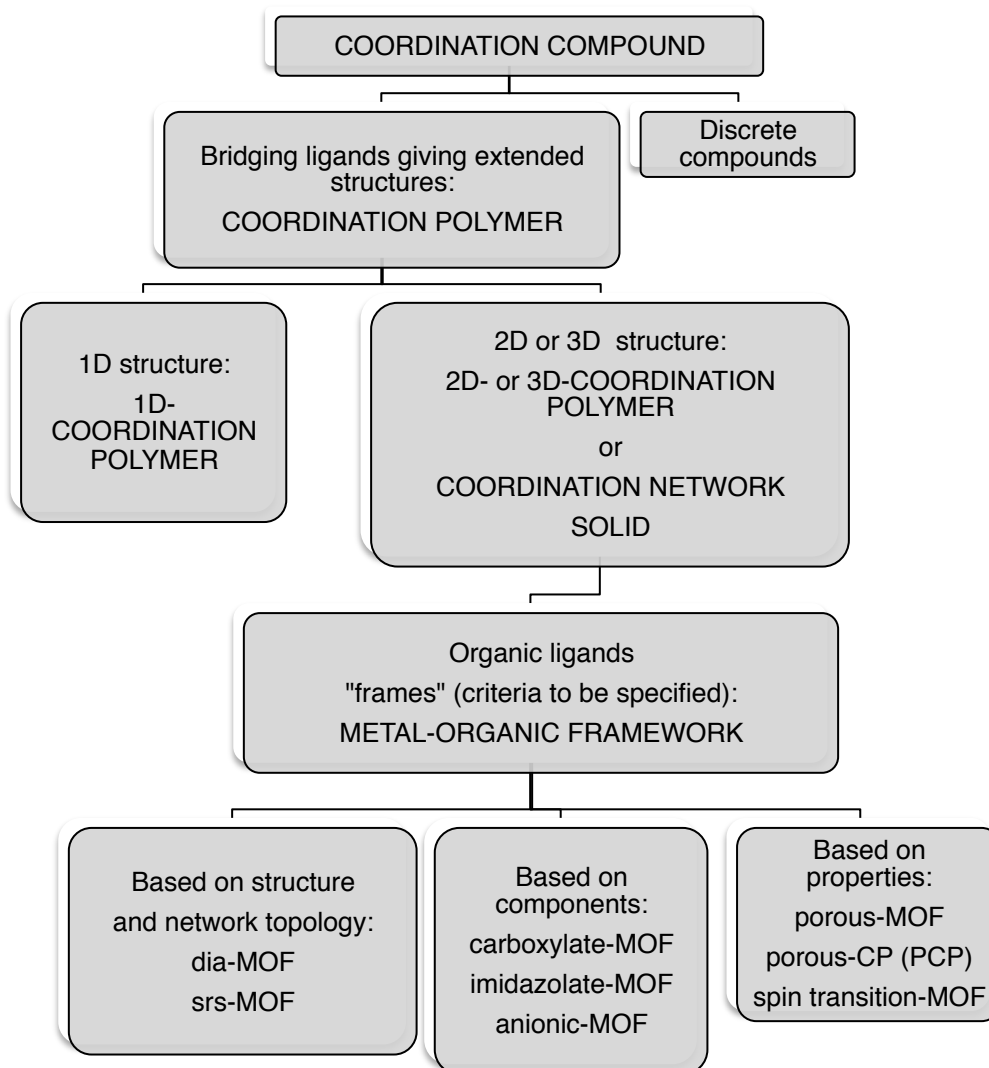 COORDINATION COMPOUND
Bridging ligands giving extended
structures:
COORDINATION POLYMER
Discrete
compounds
1D structure:
1D-
COORDINATION
POLYMER
2D or 3D  structure:
2D- or 3D-COORDINATION
POLYMER
or
COORDINATION NETWORK
SOLID
Organic ligands
"frames" (criteria to be specified):
METAL-ORGANIC FRAMEWORK
Based on structure
and network topology:
dia-MOF
srs-MOF
Based on
components:
carboxylate-MOF
imidazolate-MOF
anionic-MOF
Based on
properties:
porous-MOF
porous-CP (PCP)
spin transition-MOF